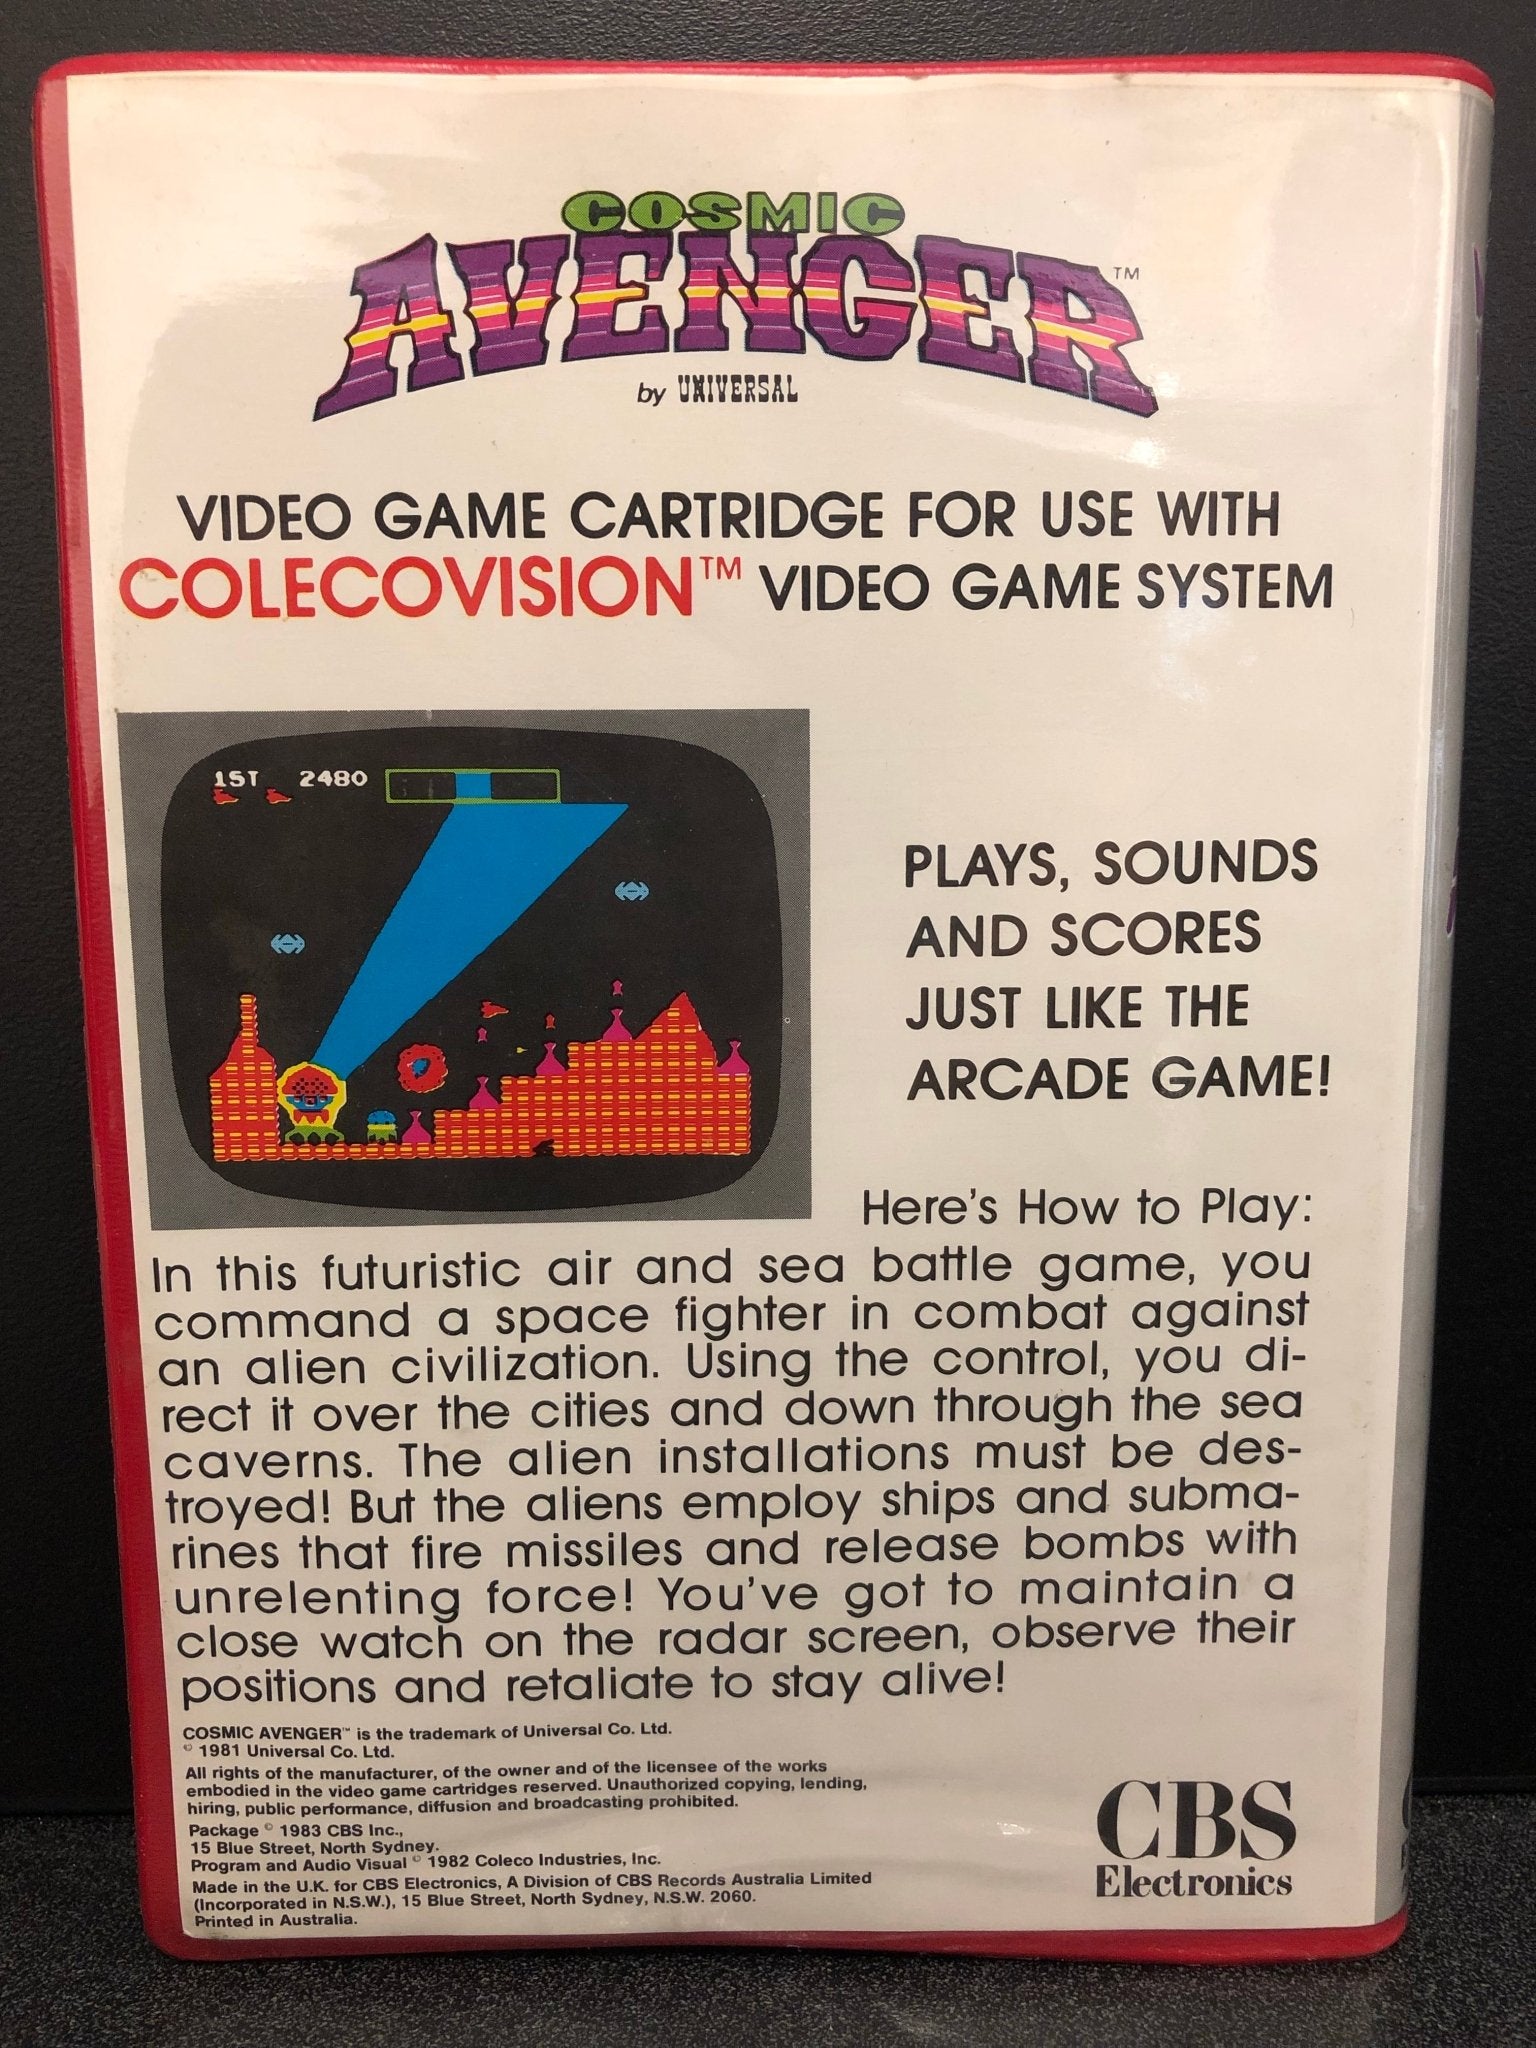 COSMIC
AVENGER™
by UNIVERSAL
VIDEO GAME CARTRIDGE FOR USE WITH
COLECOVISION™ VIDEO GAME SYSTEM
1ST 2480
PLAYS, SOUNDS
AND SCORES
JUST LIKE THE
ARCADE GAME!
Here's How to Play:
In this futuristic air and sea battle game, you
command a space fighter in combat against
an alien civilization. Using the control, you di-
rect it over the cities and down through the sea
caverns. The alien installations must be des-
troyed! But the aliens employ ships and subma-
rines that fire missiles and release bombs with
unrelenting force! You've got to maintain a
close watch on the radar screen, observe their
positions and retaliate to stay alive!
COSMIC AVENGER™ is the trademark of Universal Co. Ltd.
© 1981 Universal Co. Ltd.
All rights of the manufacturer, of the owner and of the licensee of the works
embodied in the video game cartridges reserved. Unauthorized copying, lending,
hiring, public performance, diffusion and broadcasting prohibited.
Package © 1983 CBS Inc.,
15 Blue Street, North Sydney.
Program and Audio Visual © 1982 Coleco Industries, Inc.
Made in the U.K. for CBS Electronics, A Division of CBS Records Australia Limited
(Incorporated in N.S.W.), 15 Blue Street, North Sydney, N.S.W. 2060.
Printed in Australia.
CBS
Electronics